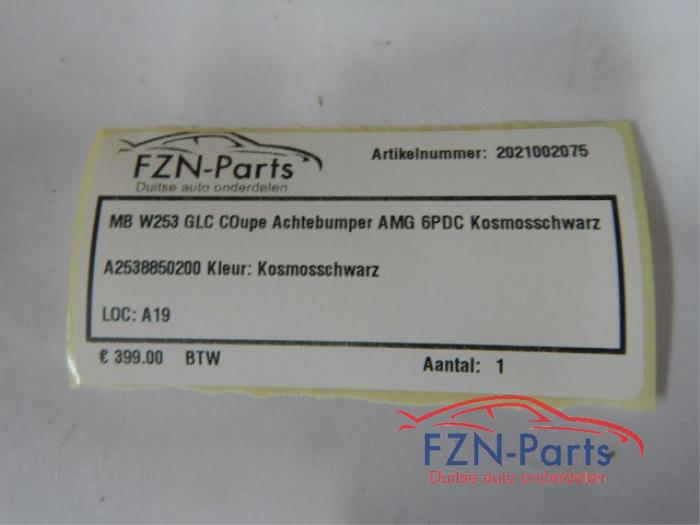 FZN-Parts
Duitse auto onderdelen
Artikelnummer: 2021002075
MB W253 GLC COupe Achtebumper AMG 6PDC Kosmosschwarz
A2538850200 Kleur: Kosmosschwarz
LOC: A19
€ 399.00 BTW
Aantal: 1
FZN-Parts
Duitse auto onderdelen